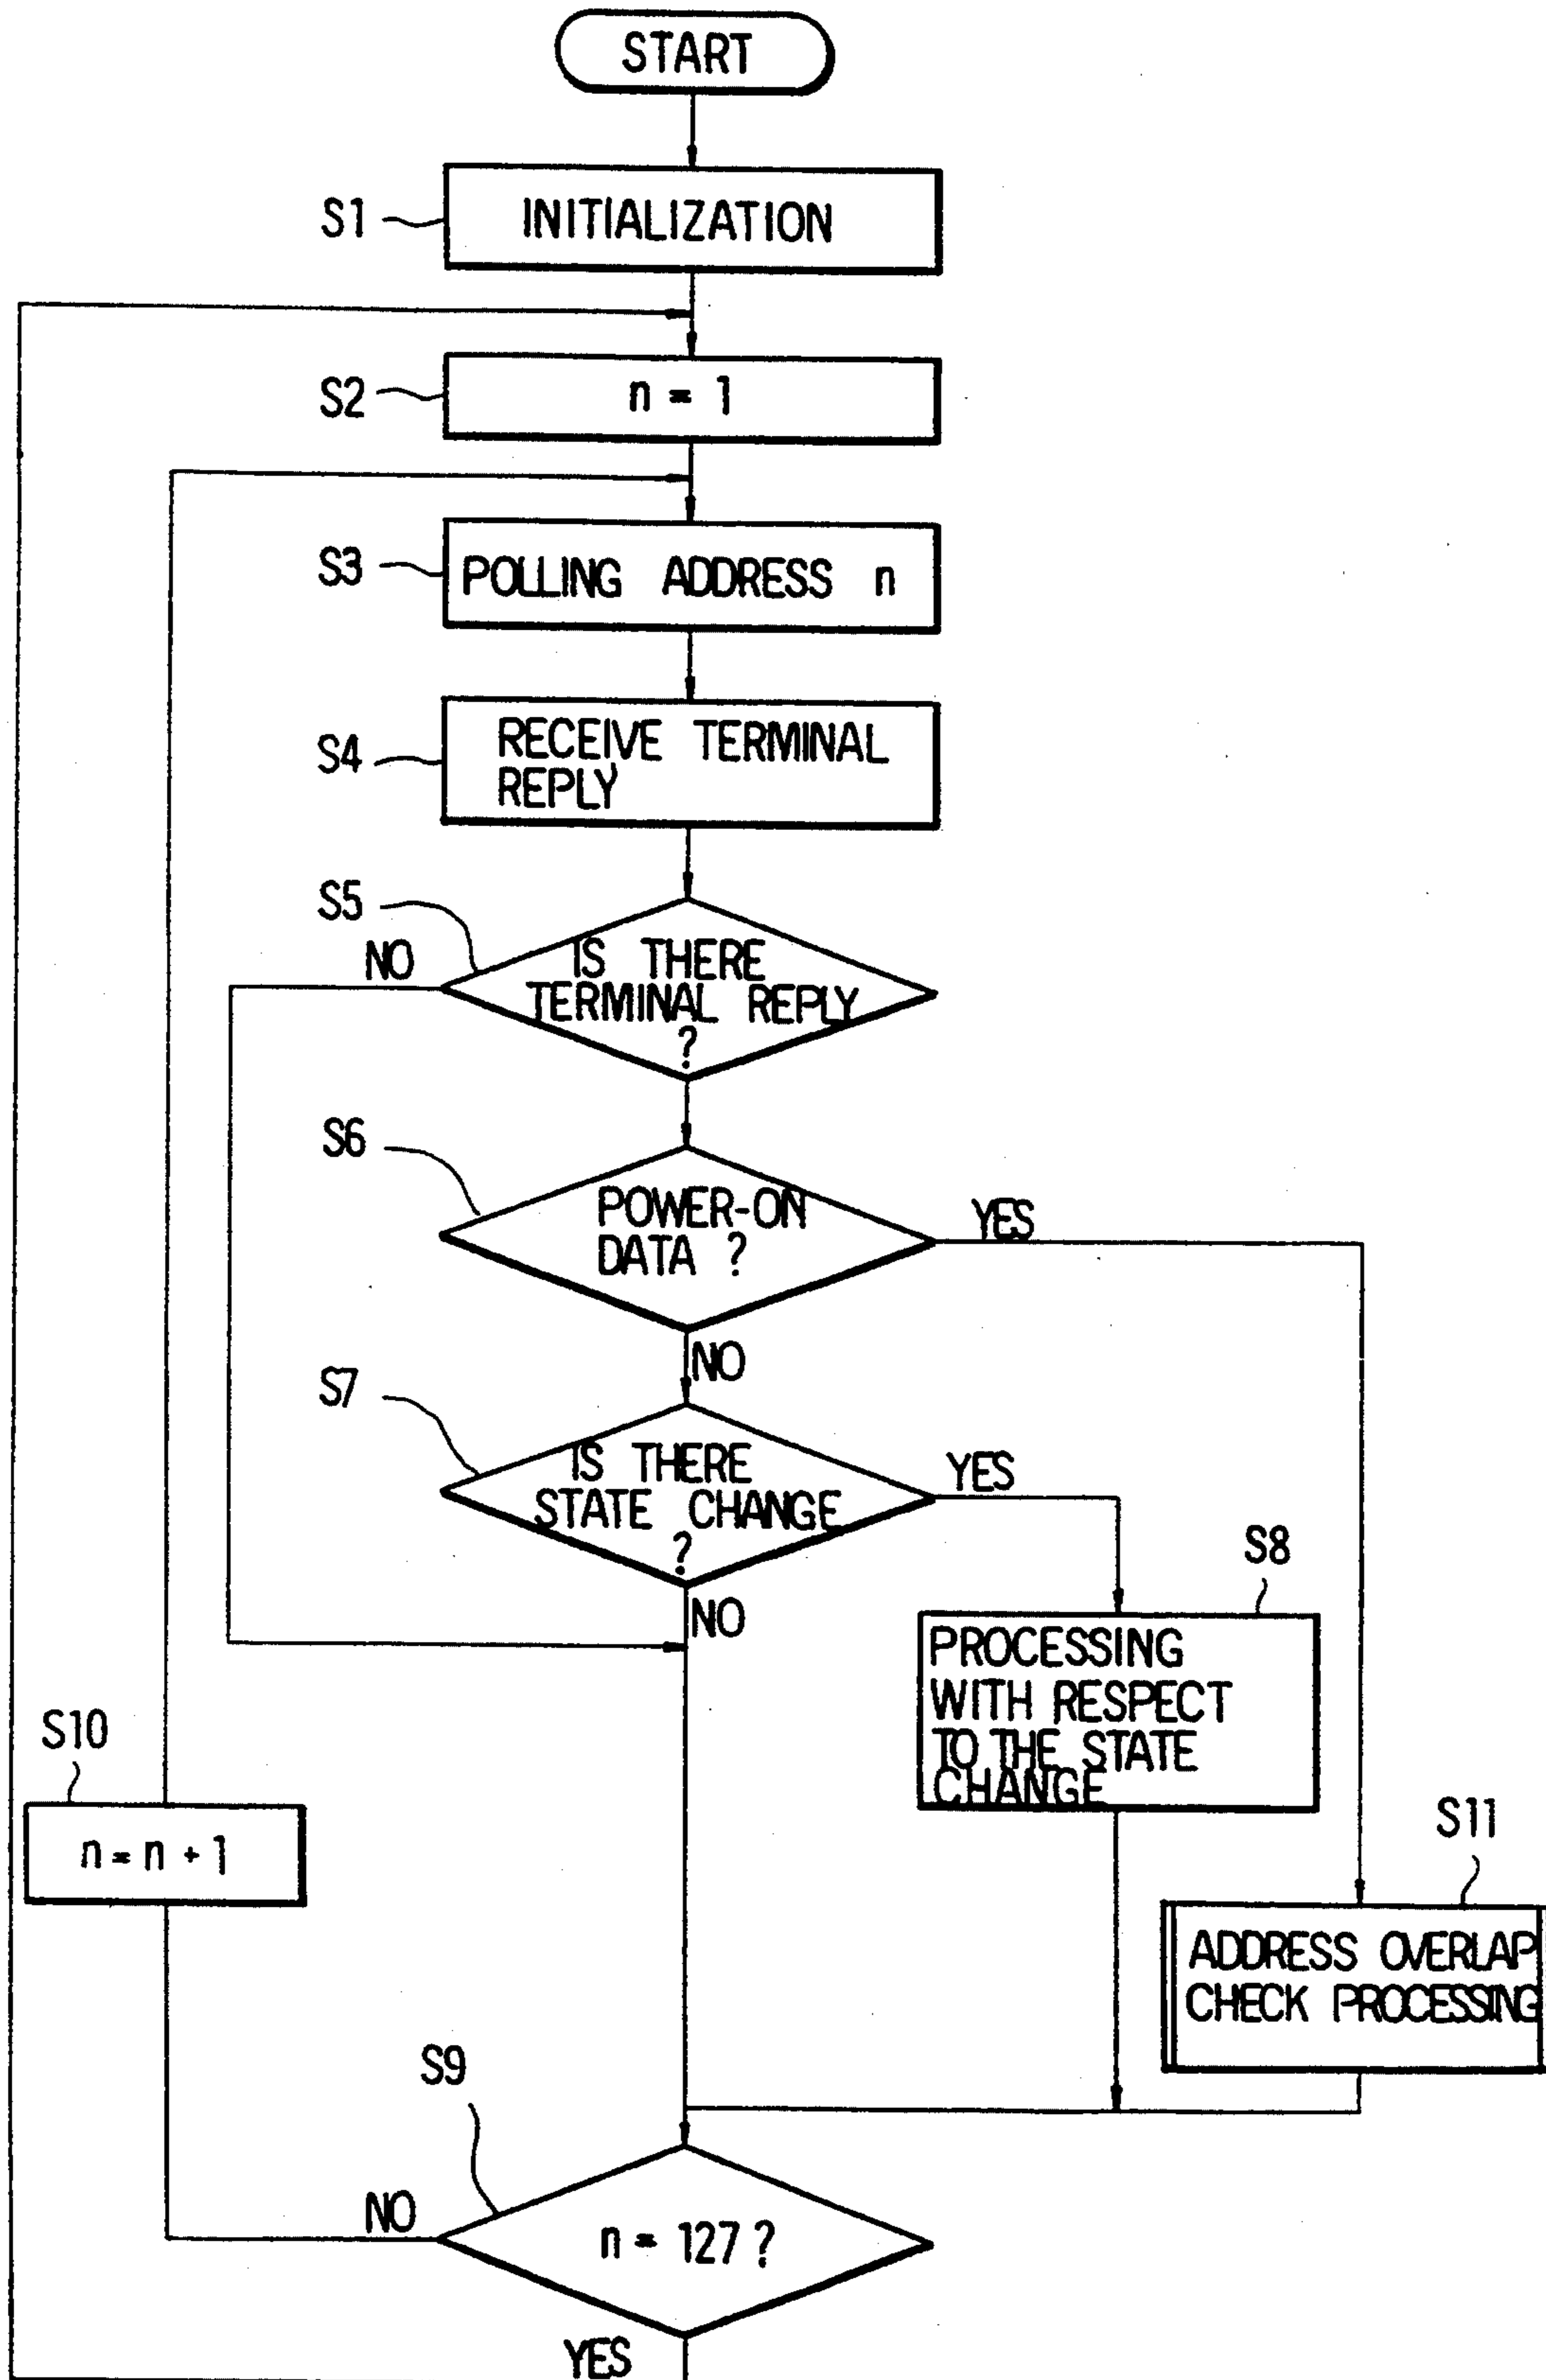 START
S1
INITIALIZATION
S2
n = 1
S3
POLLING ADDRESS n
S4
RECEIVE TERMINAL
REPLY
S5
NO
IS THERE
TERMINAL REPLY
?
S6
POWER-ON
DATA ?
YES
NO
S7
IS THERE
STATE CHANGE
?
YES
NO
S8
PROCESSING
WITH RESPECT
TO THE STATE
CHANGE
S10
n = n + 1
S11
ADDRESS OVERLAP
CHECK PROCESSING
S9
NO
n = 127 ?
YES